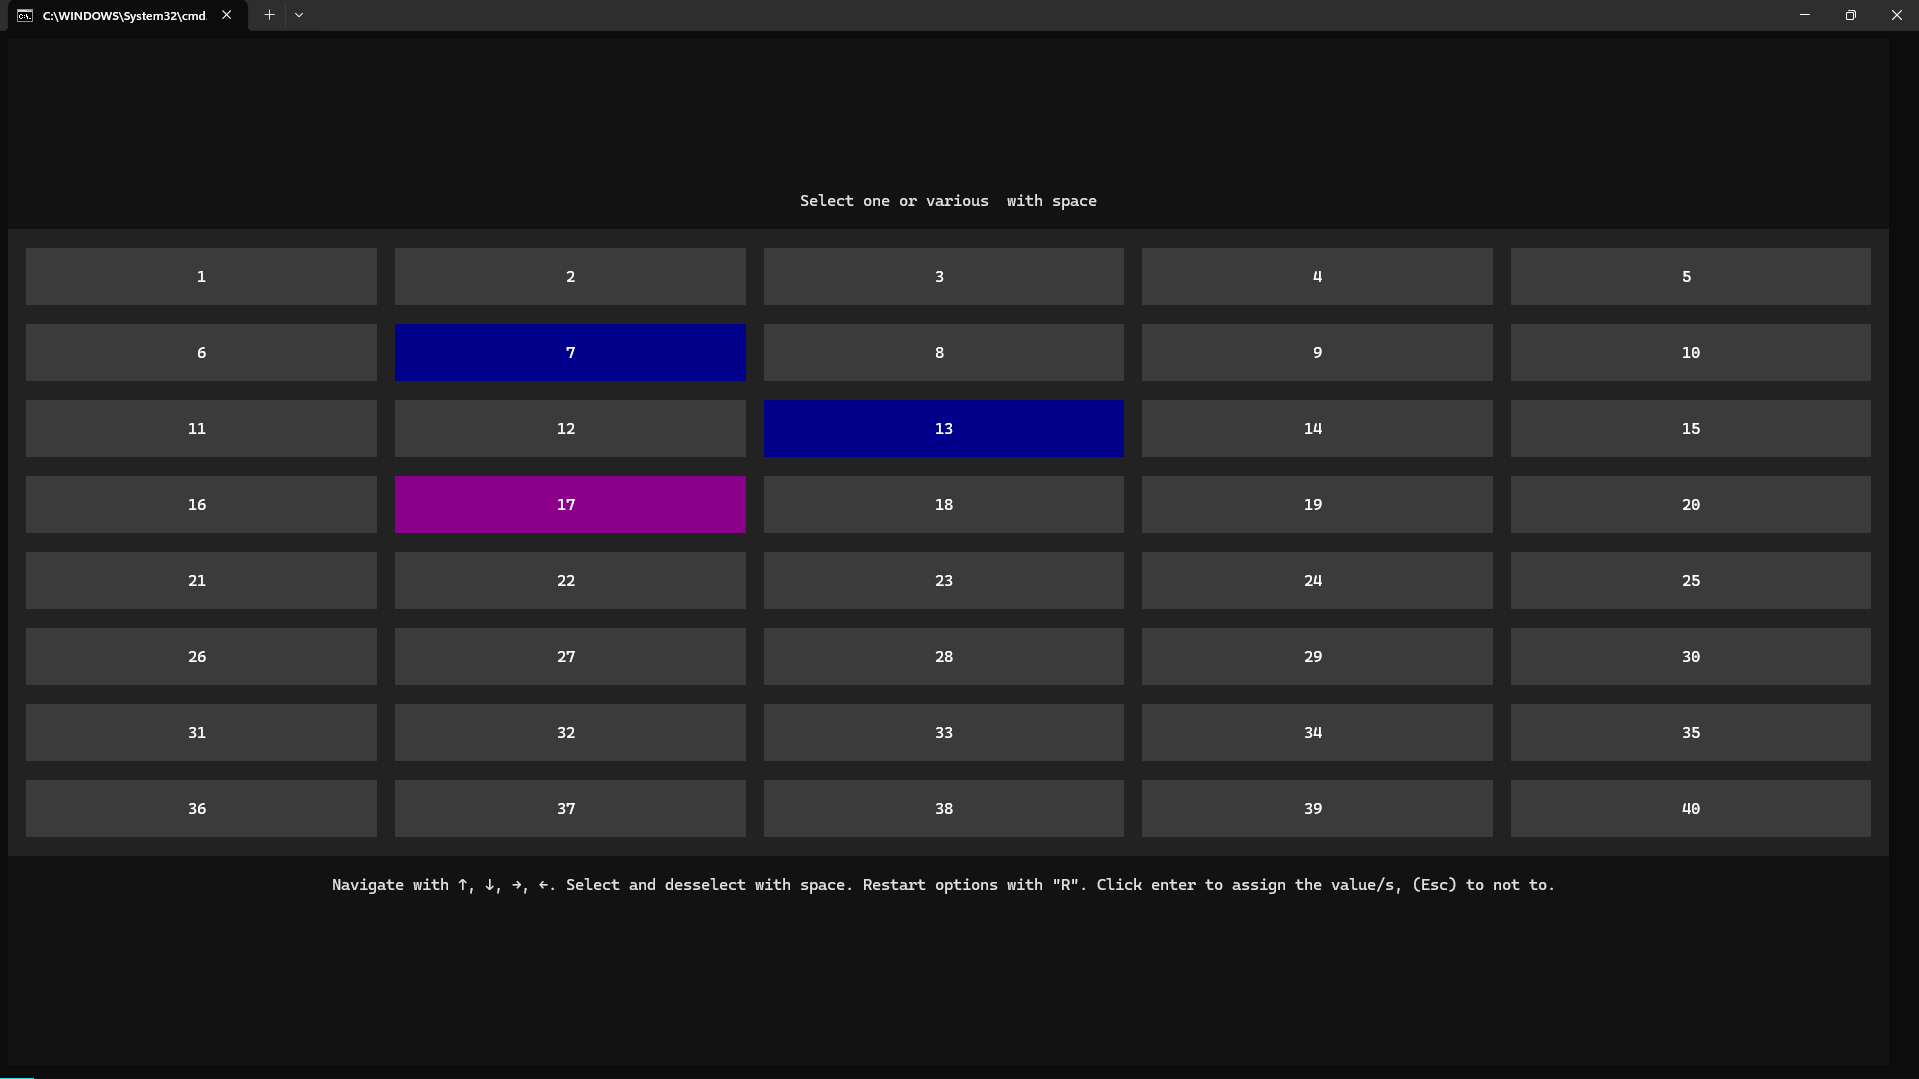 C:\WINDOWS\System32\cmd.
Select one or various  with space
1 2 3 4 5
6 7 8 9 10
11 12 13 14 15
16 17 18 19 20
21 22 23 24 25
26 27 28 29 30
31 32 33 34 35
36 37 38 39 40
Navigate with ↑, ↓, →, ←. Select and desselect with space. Restart options with "R". Click enter to assign the value/s, (Esc) to not to.